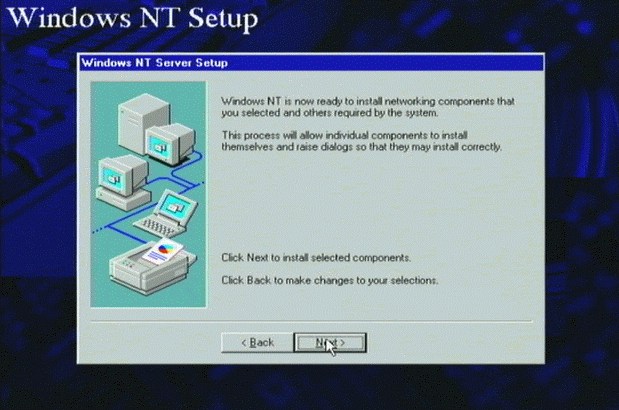 Windows NT Setup
Windows NT Server Setup
Windows NT is now ready to install networking components that
you selected and others required by the system.
This process will allow individual components to install
themselves and raise dialogs so that they may install correctly.
Click Next to install selected components.
Click Back to make changes to your selections.
< Back
Next >